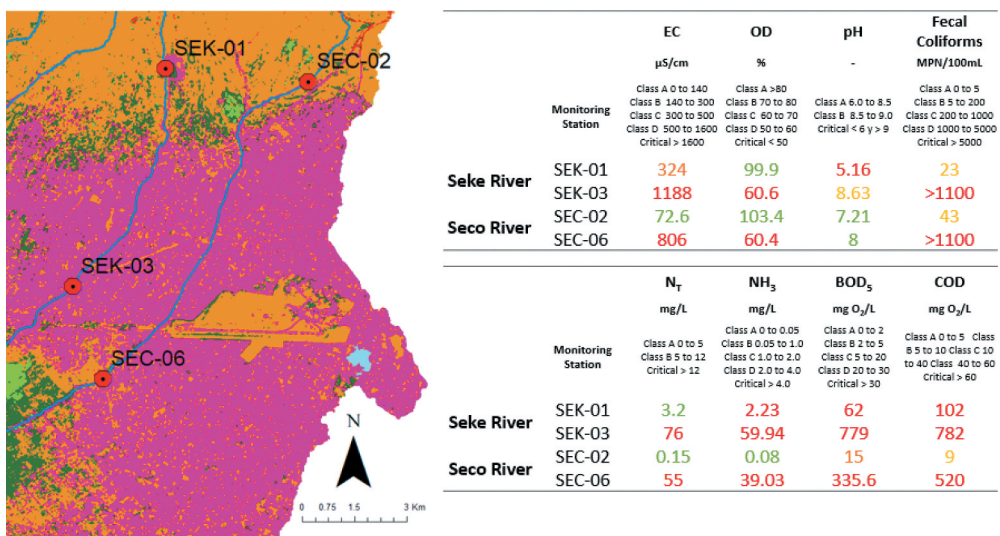 SEK-01
SEC-02
SEK-03
SEC-06
N
0 0.75 1.5 3 Km
EC OD pH Fecal Coliforms
µS/cm % - MPN/100mL
Monitoring Station
Class A 0 to 140
Class B 140 to 300
Class C 300 to 500
Class D 500 to 1600
Critical > 1600
Class A >80
Class B 70 to 80
Class C 60 to 70
Class D 50 to 60
Critical < 50
Class A 6.0 to 8.5
Class B 8.5 to 9.0
Critical < 6 y > 9
Class A 0 to 5
Class B 5 to 200
Class C 200 to 1000
Class D 1000 to 5000
Critical > 5000
Seke River
SEK-01 324 99.9 5.16 23
SEK-03 1188 60.6 8.63 >1100
Seco River
SEC-02 72.6 103.4 7.21 43
SEC-06 806 60.4 8 >1100
N_T NH₃ BOD₅ COD
mg/L mg/L mg O₂/L mg O₂/L
Monitoring Station
Class A 0 to 5
Class B 5 to 12
Critical > 12
Class A 0 to 0.05
Class B 0.05 to 1.0
Class C 1.0 to 2.0
Class D 2.0 to 4.0
Critical > 4.0
Class A 0 to 2
Class B 2 to 5
Class C 5 to 20
Class D 20 to 30
Critical > 30
Class A 0 to 5 Class
B 5 to 10 Class C 10
to 40 Class 40 to 60
Critical > 60
Seke River
SEK-01 3.2 2.23 62 102
SEK-03 76 59.94 779 782
Seco River
SEC-02 0.15 0.08 15 9
SEC-06 55 39.03 335.6 520